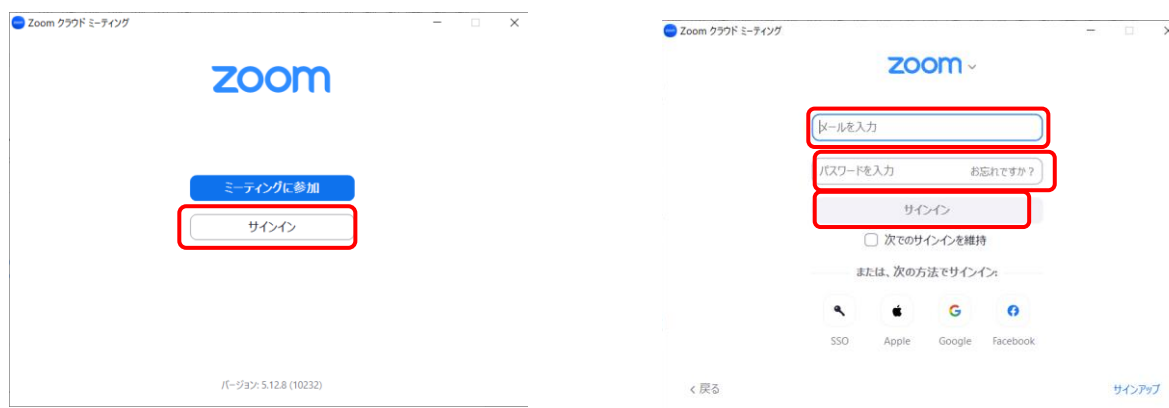 Zoom クラウド ミーティング
zoom
ミーティングに参加
サインイン
バージョン: 5.12.8 (10232)
Zoom クラウド ミーティング
zoom
メールを入力
パスワードを入力 お忘れですか?
サインイン
次でのサインインを維持
または、次の方法でサインイン:
SSO Apple Google Facebook
< 戻る サインアップ